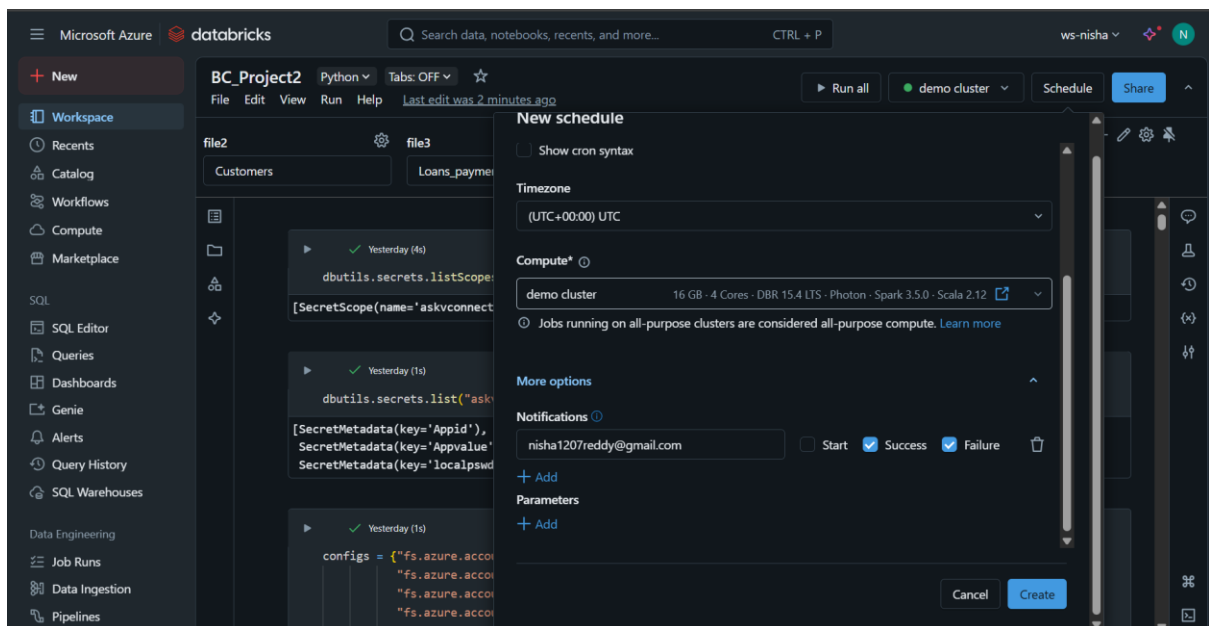 Microsoft Azure databricks Search data, notebooks, recents, and more... CTRL + P ws-nisha N
New
Workspace
Recents
Catalog
Workflows
Compute
Marketplace
SQL
SQL Editor
Queries
Dashboards
Genie
Alerts
Query History
SQL Warehouses
Data Engineering
Job Runs
Data Ingestion
Pipelines
BC_Project2 Python Tabs: OFF
File Edit View Run Help Last edit was 2 minutes ago
Run all demo cluster Schedule Share
file2 file3
Customers Loans_payme
Yesterday (4s)
dbutils.secrets.listScope
[SecretScope(name='askvconnect
Yesterday (1s)
dbutils.secrets.list("ask
[SecretMetadata(key='Appid'),
SecretMetadata(key='Appvalue'
SecretMetadata(key='localpswd
Yesterday (1s)
configs = {"fs.azure.acco
"fs.azure.acco
"fs.azure.acco
"fs.azure.acco
New schedule
Show cron syntax
Timezone
(UTC+00:00) UTC
Compute*
demo cluster 16 GB · 4 Cores · DBR 15.4 LTS · Photon · Spark 3.5.0 · Scala 2.12
Jobs running on all-purpose clusters are considered all-purpose compute. Learn more
More options
Notifications
nisha1207reddy@gmail.com Start Success Failure
+ Add
Parameters
+ Add
Cancel Create